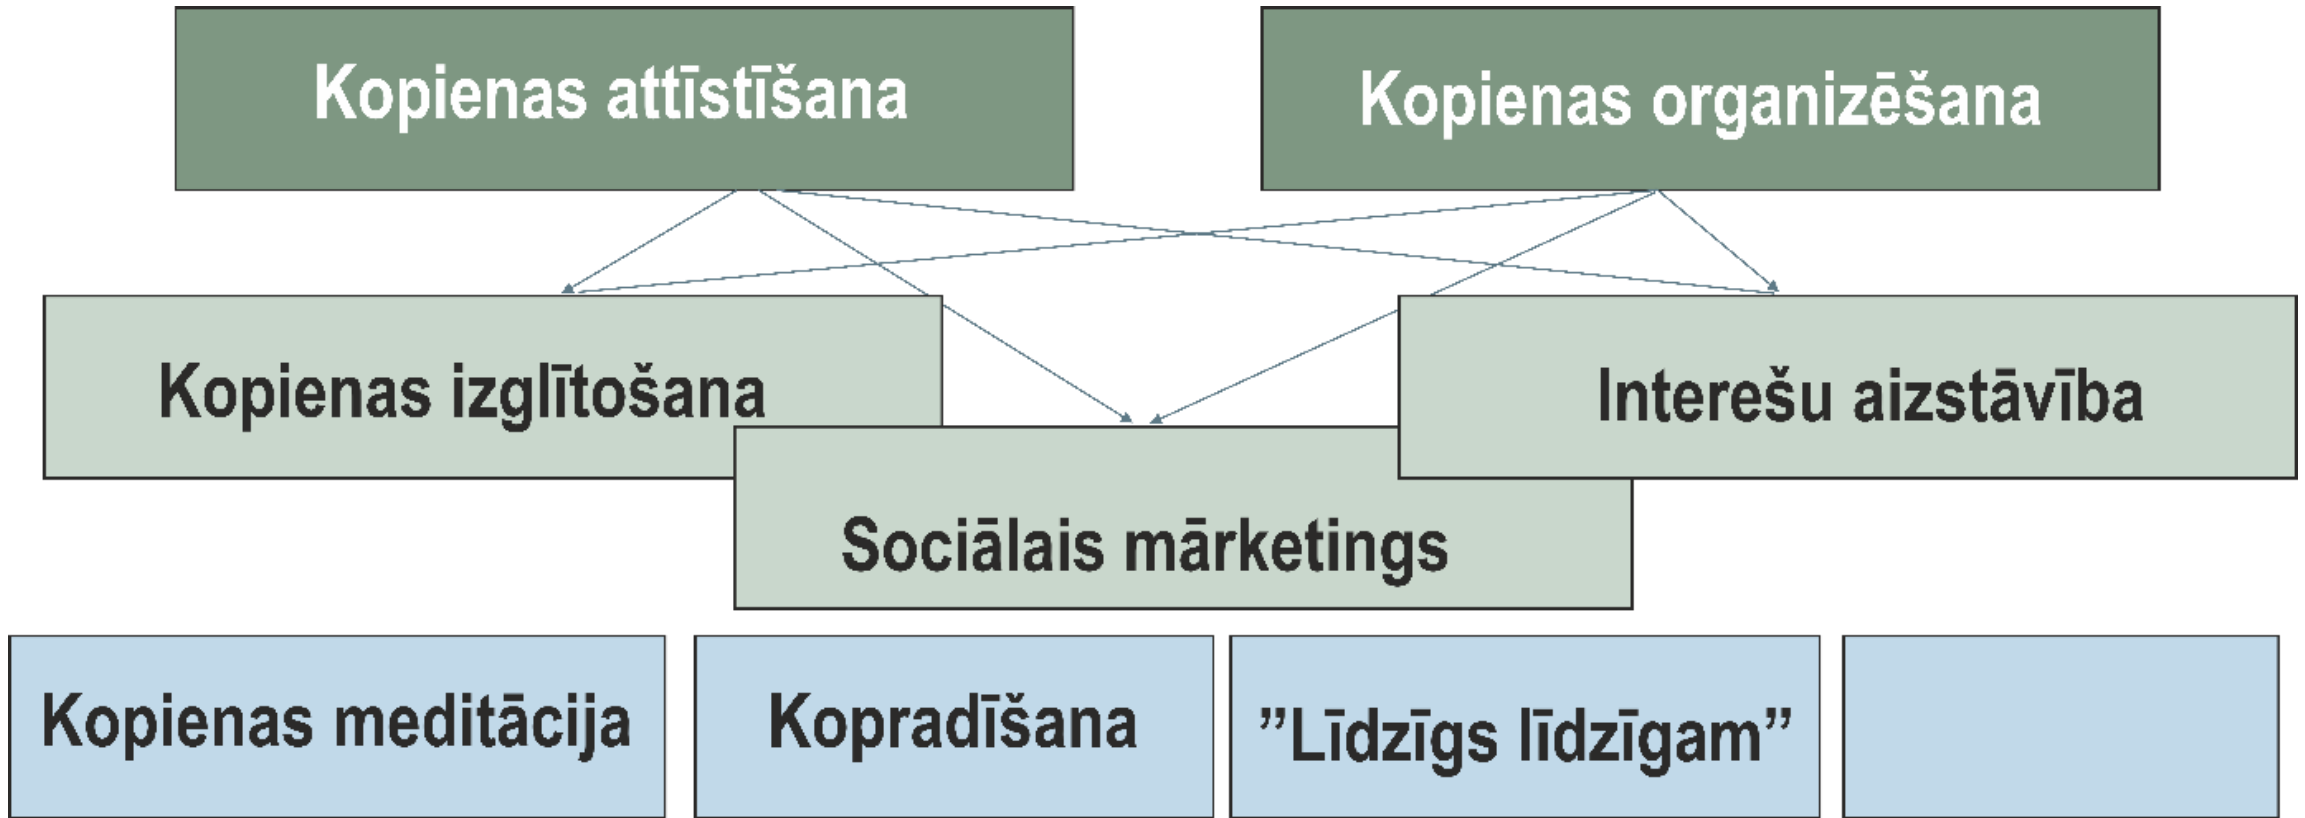 Kopienas attīstīšana
Kopienas organizēšana
Kopienas izglītošana
Interešu aizstāvība
Sociālais mārketings
Kopienas meditācija
Kopradīšana
”Līdzīgs līdzīgam”